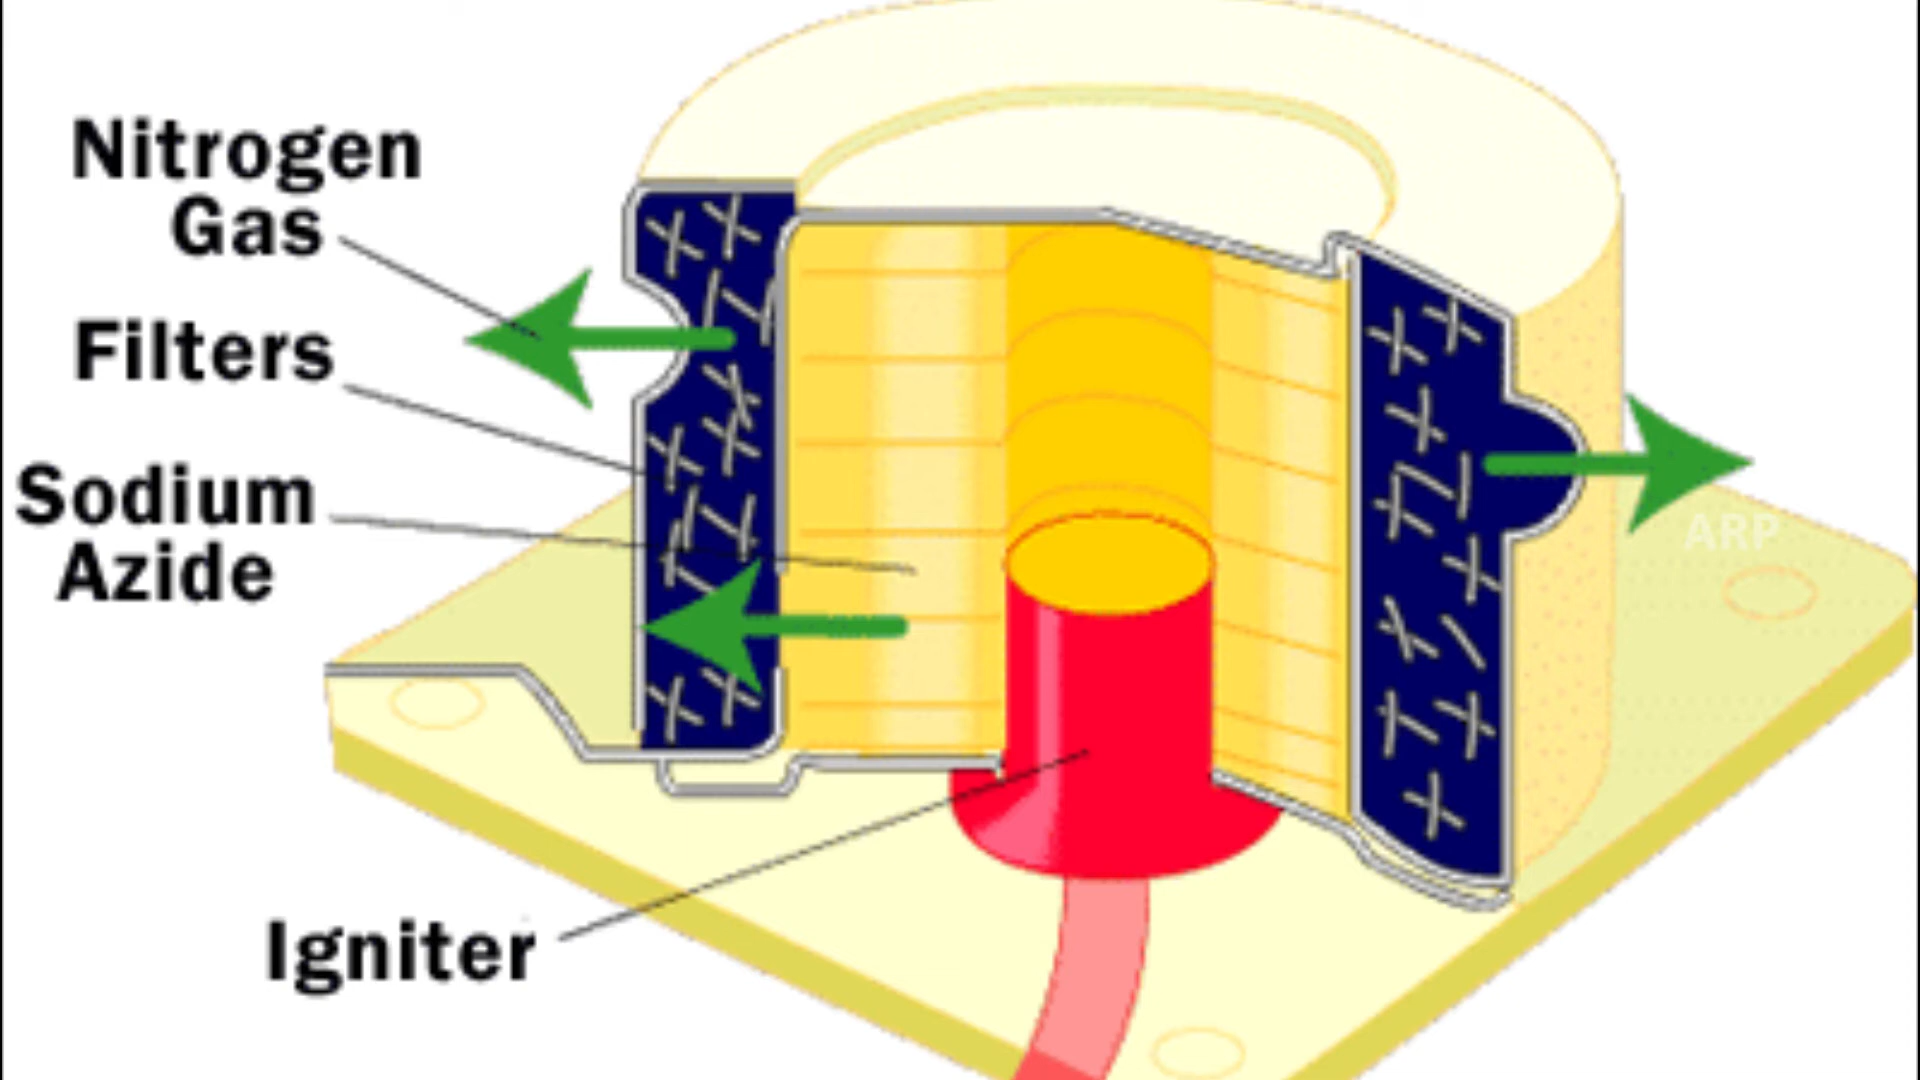 Nitrogen
Gas
Filters
Sodium
Azide
ARP
Igniter